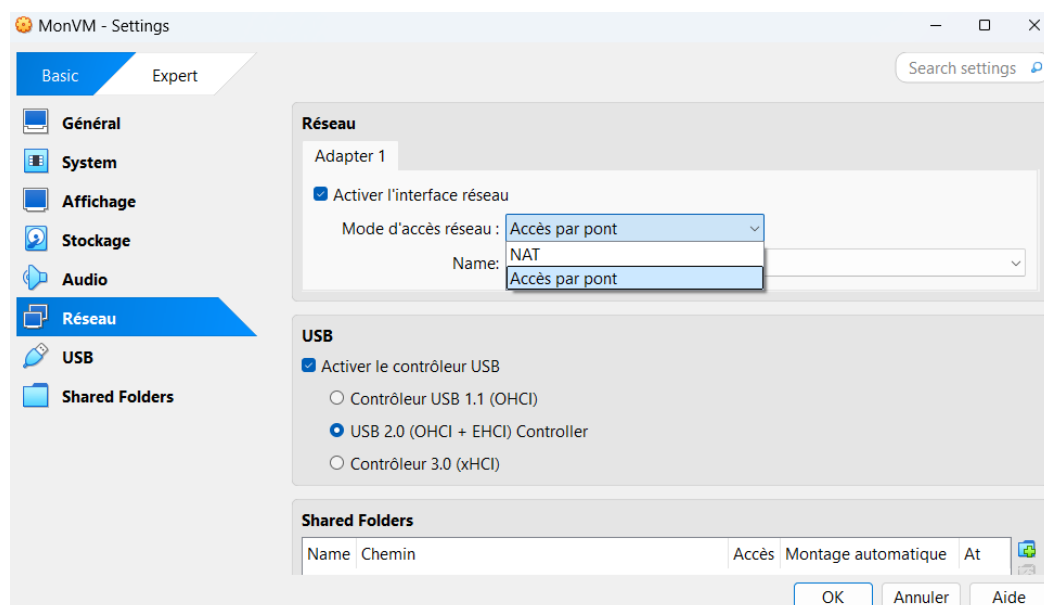 MonVM - Settings
Basic Expert Search settings
Général
System
Affichage
Stockage
Audio
Réseau
USB
Shared Folders
Réseau
Adapter 1
Activer l'interface réseau
Mode d'accès réseau : Accès par pont
NAT
Accès par pont
Name:
USB
Activer le contrôleur USB
Contrôleur USB 1.1 (OHCI)
USB 2.0 (OHCI + EHCI) Controller
Contrôleur 3.0 (xHCI)
Shared Folders
Name Chemin Accès Montage automatique At
OK Annuler Aide